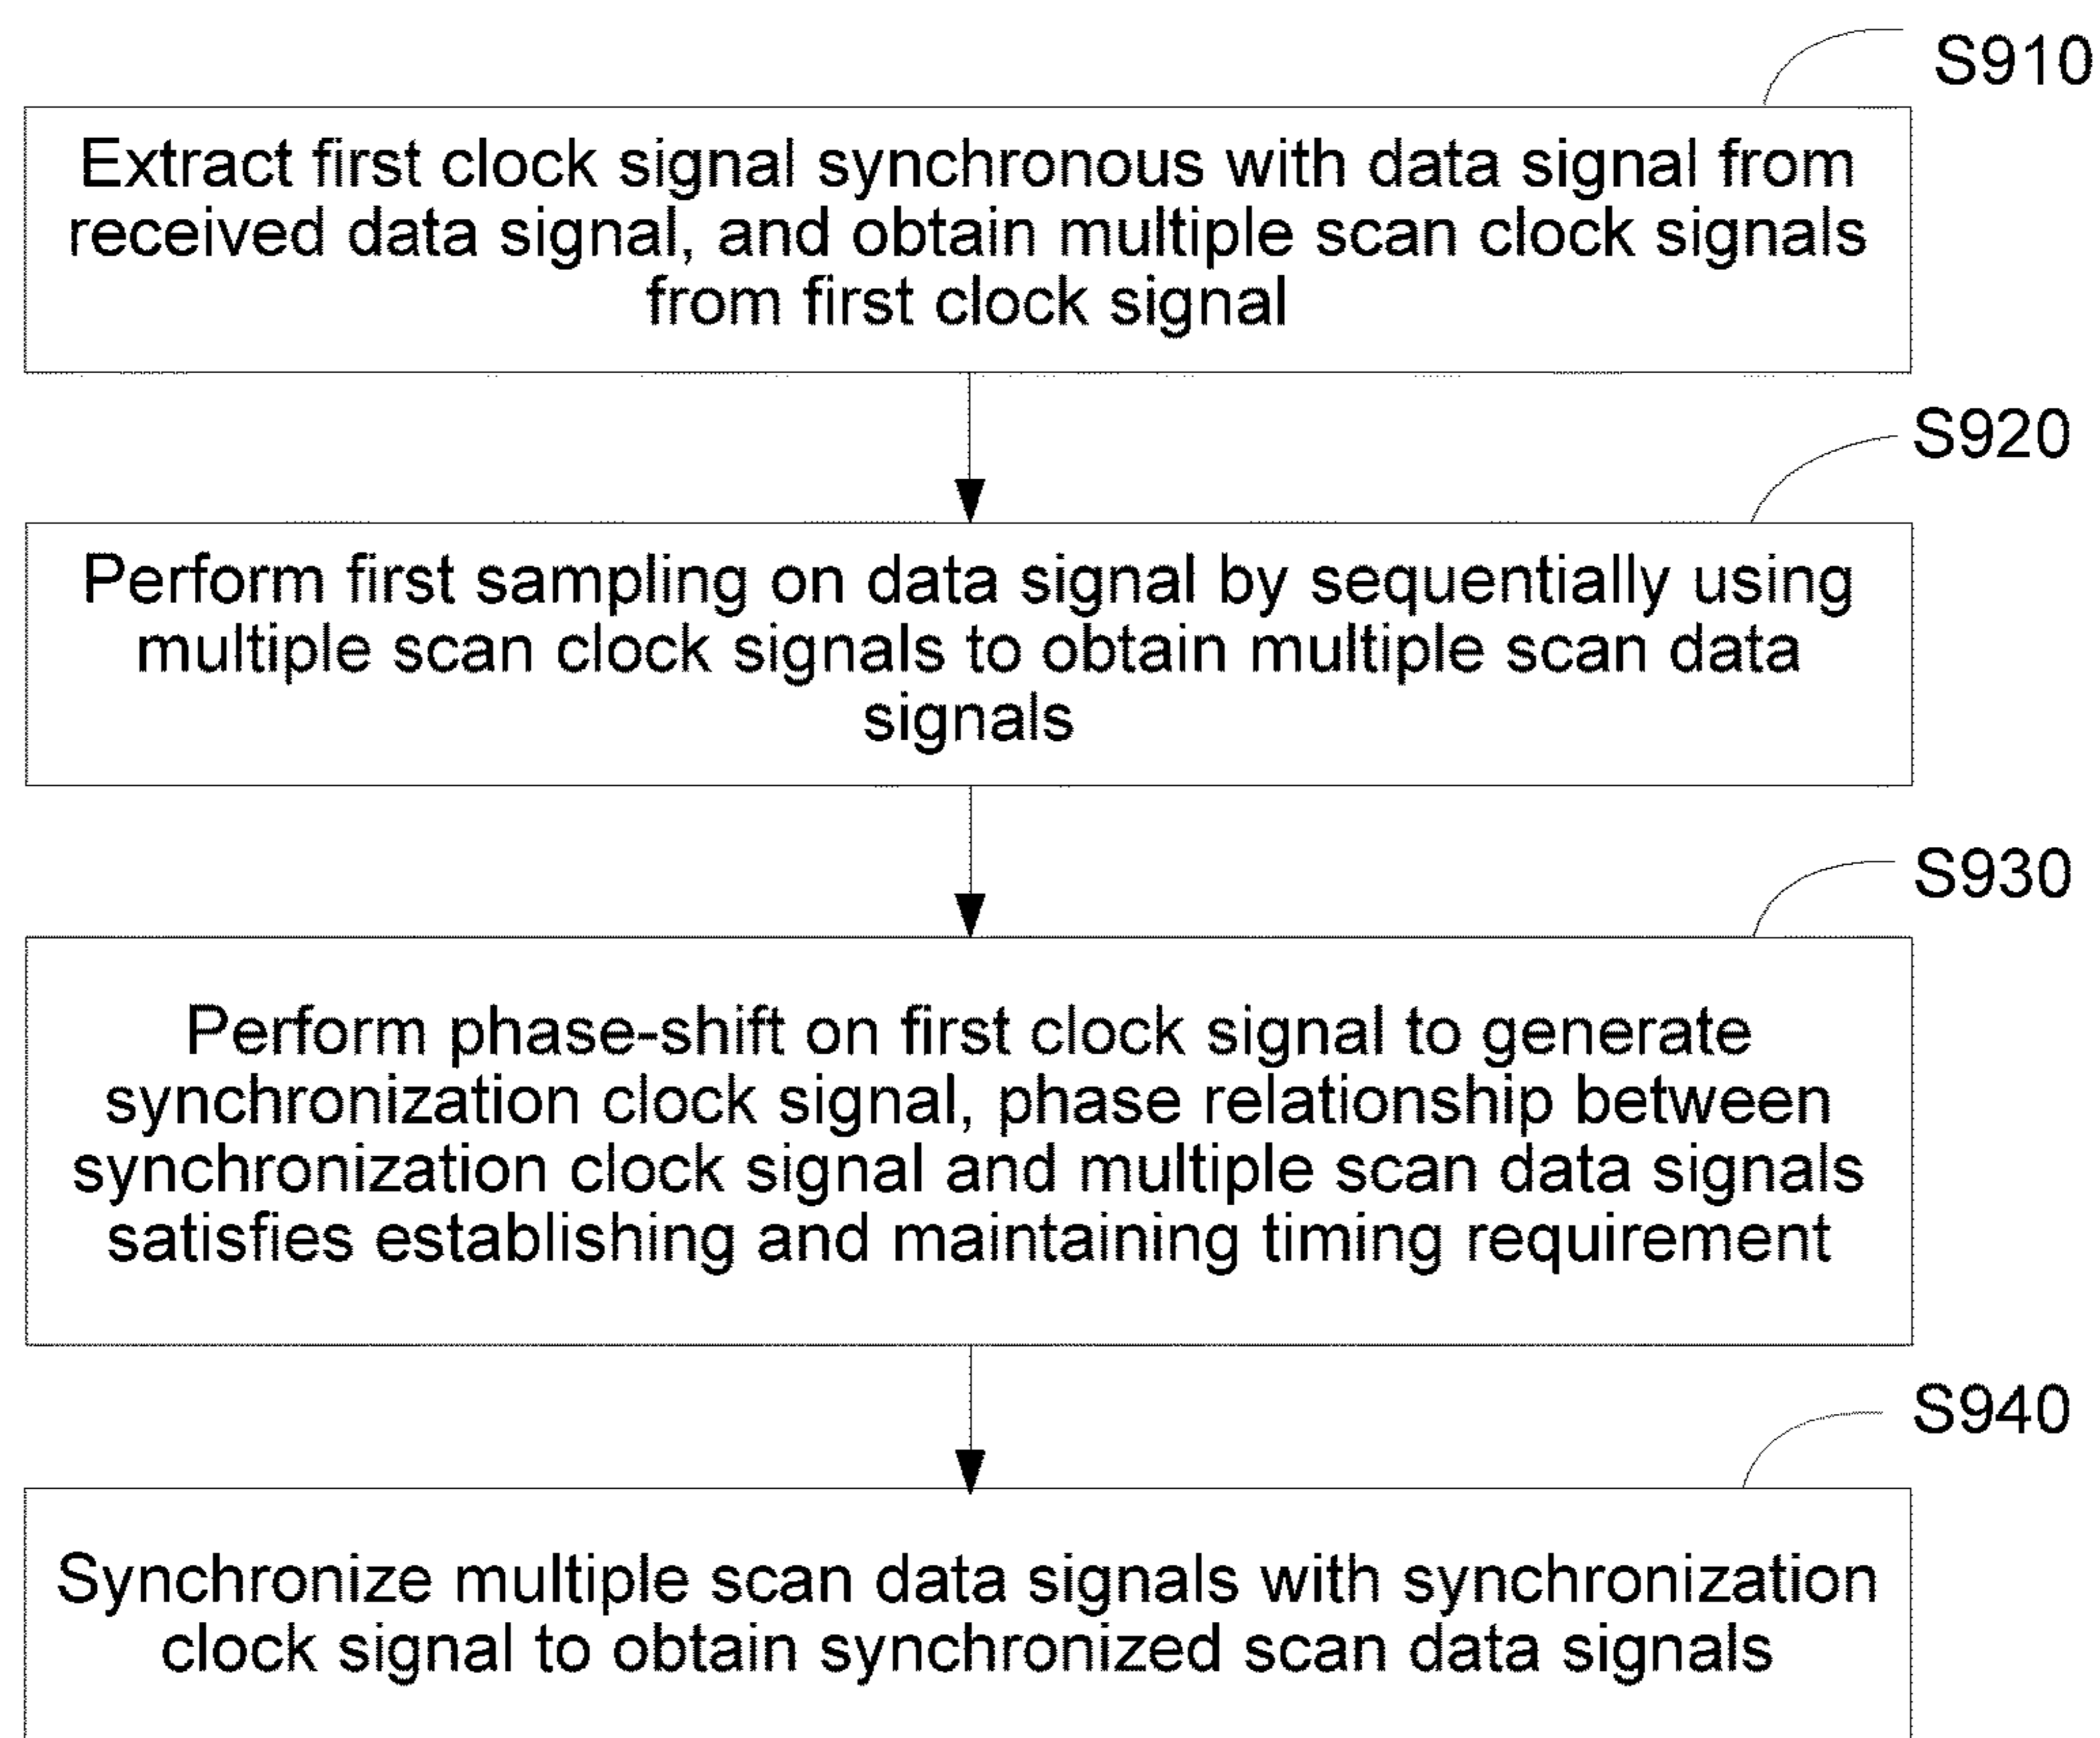 S910
Extract first clock signal synchronous with data signal from
received data signal, and obtain multiple scan clock signals
from first clock signal
S920
Perform first sampling on data signal by sequentially using
multiple scan clock signals to obtain multiple scan data
signals
S930
Perform phase-shift on first clock signal to generate
synchronization clock signal, phase relationship between
synchronization clock signal and multiple scan data signals
satisfies establishing and maintaining timing requirement
S940
Synchronize multiple scan data signals with synchronization
clock signal to obtain synchronized scan data signals